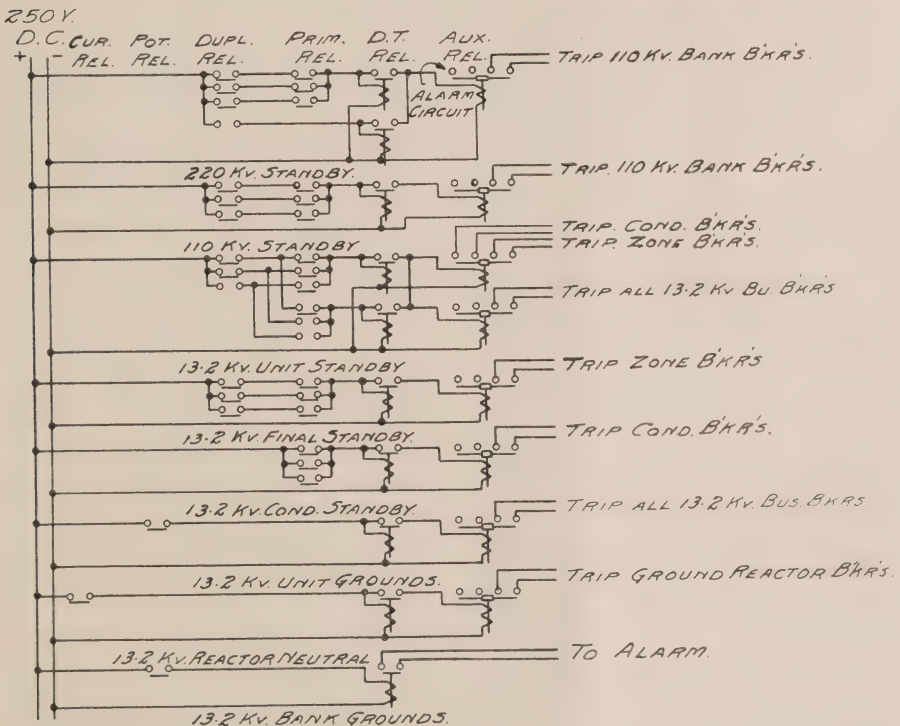 250 V.
D.C. CUR. REL. POT. REL. DUPL. REL. PRIM. REL. D.T. REL. AUX. REL.
+ -
TRIP 110 KV. BANK B'KR'S.
ALARM CIRCUIT
220 KV. STANDBY.
TRIP. 110 KV. BANK B'KR'S.
110 KV. STANDBY
TRIP. COND. B'KR'S.
TRIP. ZONE B'KR'S.
TRIP ALL 13.2 KV BU. B'KRS
13.2 KV. UNIT STANDBY
TRIP ZONE B'KR'S
13.2 KV. FINAL STANDBY.
TRIP COND. B'KR'S.
13.2 KV. COND. STANDBY.
TRIP ALL 13.2 KV. BUS. BKRS
13.2 KV. UNIT GROUNDS.
TRIP GROUND REACTOR B'KR'S.
13.2 KV. REACTOR NEUTRAL
TO ALARM.
13.2 KV. BANK GROUNDS.